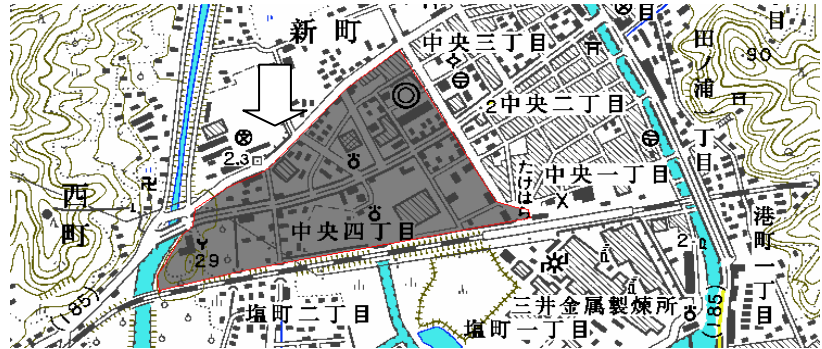 新町
中央三丁目
田ノ浦一丁目
目
目
90
2
中央二丁目
2.3
たけはら
中央一丁目
西町
中央四丁目
29
2
港町一丁目
(185)
塩町二丁目
塩町一丁目
三井金属製煉所
(185)